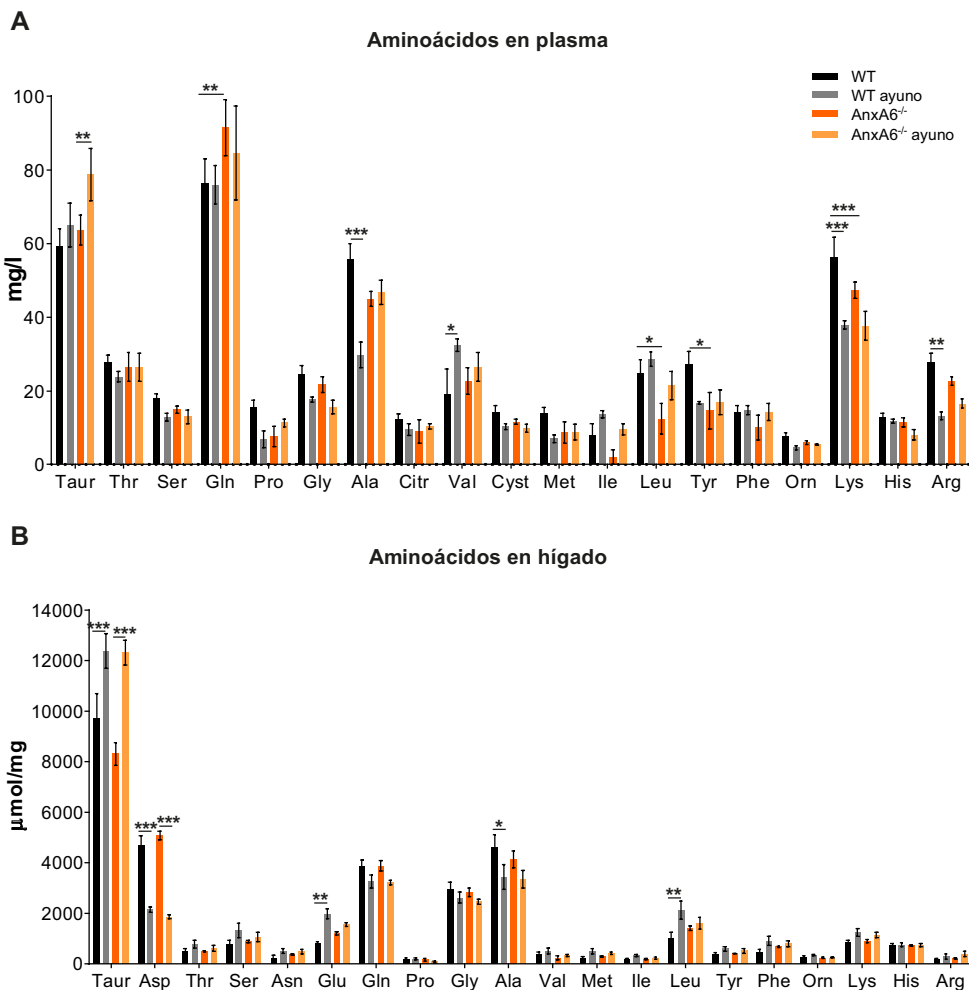 A
Aminoácidos en plasma
WT
WT ayuno
AnxA6-/-
AnxA6-/- ayuno
mg/l
100
80
60
40
20
0
**
**
***
*
*
*
***
***
**
Taur Thr Ser Gln Pro Gly Ala Citr Val Cyst Met Ile Leu Tyr Phe Orn Lys His Arg
B
Aminoácidos en hígado
μmol/mg
14000
12000
10000
8000
6000
4000
2000
0
*** ***
*** ***
**
*
**
Taur Asp Thr Ser Asn Glu Gln Pro Gly Ala Val Met Ile Leu Tyr Phe Orn Lys His Arg